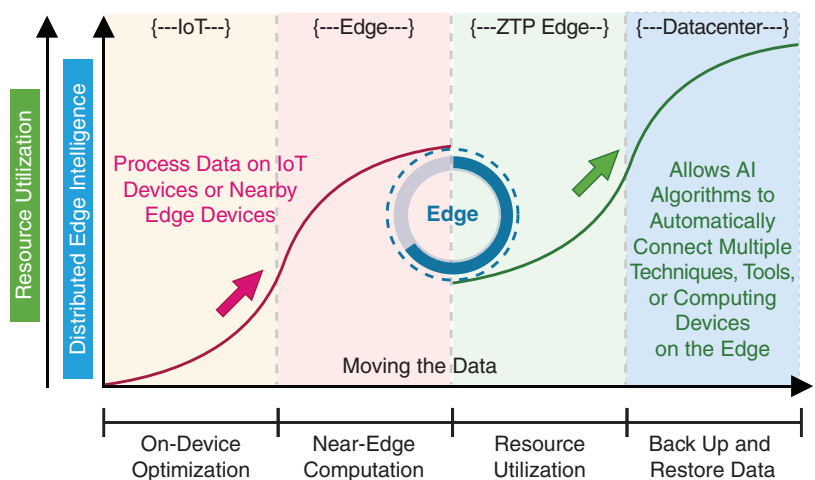 {---IoT---}
{---Edge---}
{---ZTP Edge--}
{---Datacenter---}
Resource Utilization
Distributed Edge Intelligence
Process Data on IoT
Devices or Nearby
Edge Devices
Edge
Allows AI
Algorithms to
Automatically
Connect Multiple
Techniques, Tools,
or Computing
Devices
on the Edge
Moving the Data
On-Device
Optimization
Near-Edge
Computation
Resource
Utilization
Back Up and
Restore Data